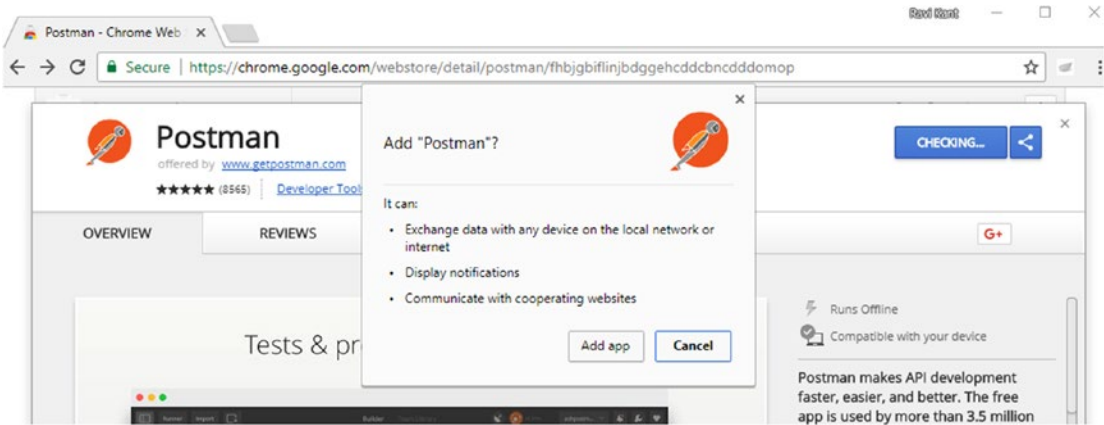 Ravi Kant
Postman - Chrome Web
Secure | https://chrome.google.com/webstore/detail/postman/fhbjgbiflinjbdggehcddcbncdddomop
Postman
offered by www.getpostman.com
★★★★★ (8565)
Developer Tool
CHECKING...
Add "Postman"?
It can:
• Exchange data with any device on the local network or
internet
• Display notifications
• Communicate with cooperating websites
Add app
Cancel
OVERVIEW
REVIEWS
G+
Tests & pr
Runs Offline
Compatible with your device
Postman makes API development
faster, easier, and better. The free
app is used by more than 3.5 million
Runner
Import
Builder